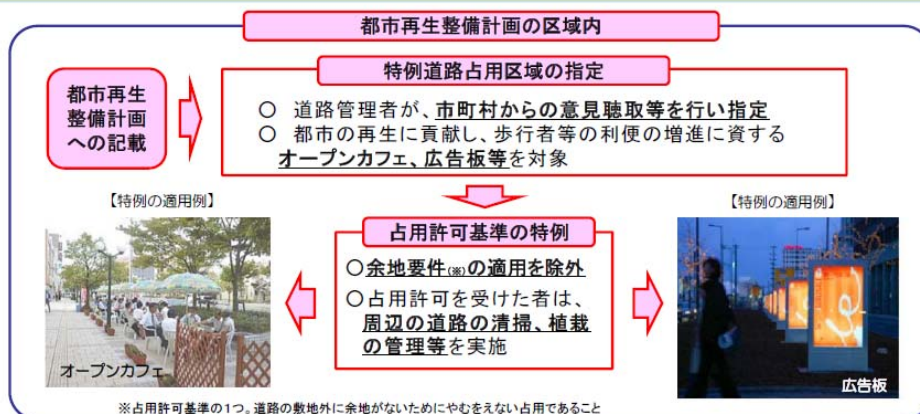 都市再生整備計画の区域内
都市再生
整備計画
への記載
特例道路占用区域の指定
○ 道路管理者が、市町村からの意見聴取等を行い指定
○ 都市の再生に貢献し、歩行者等の利便の増進に資する
オープンカフェ、広告板等を対象
【特例の適用例】
オープンカフェ
占用許可基準の特例
○余地要件(※)の適用を除外
○占用許可を受けた者は、
周辺の道路の清掃、植栽
の管理等を実施
【特例の適用例】
広告板
※占用許可基準の1つ。道路の敷地外に余地がないためにやむをえない占用であること